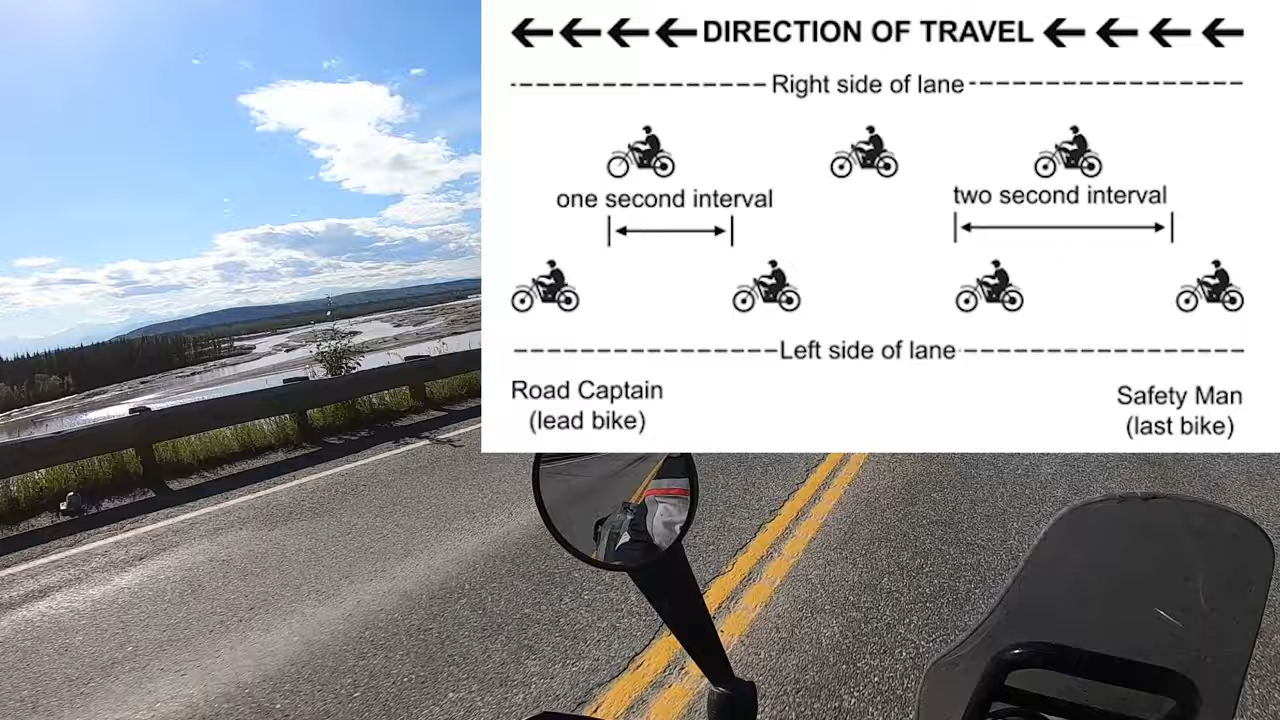 DIRECTION OF TRAVEL
Right side of lane
one second interval
two second interval
Left side of lane
Road Captain
(lead bike)
Safety Man
(last bike)